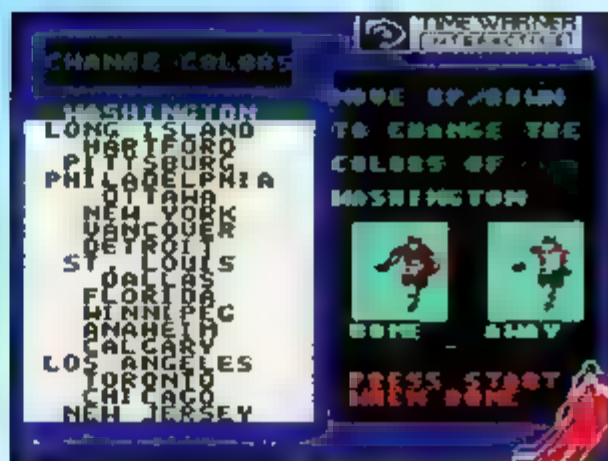 TIME WARNER
INTERACTIVE
CHANGE COLORS
WASHINGTON
LONG ISLAND
HARTFORD
PITTSBURG
PHILADELPHIA
OTTAWA
NEW YORK
VANCOUVER
DETROIT
ST. LOUIS
DALLAS
FLORIDA
WINNIPEG
ANAHEIM
CALGARY
LOS ANGELES
TORONTO
CHICAGO
NEW JERSEY
MOVE UP/DOWN
TO CHANGE THE
COLORS OF
WASHINGTON
HOME AWAY
PRESS START
WHEN DONE